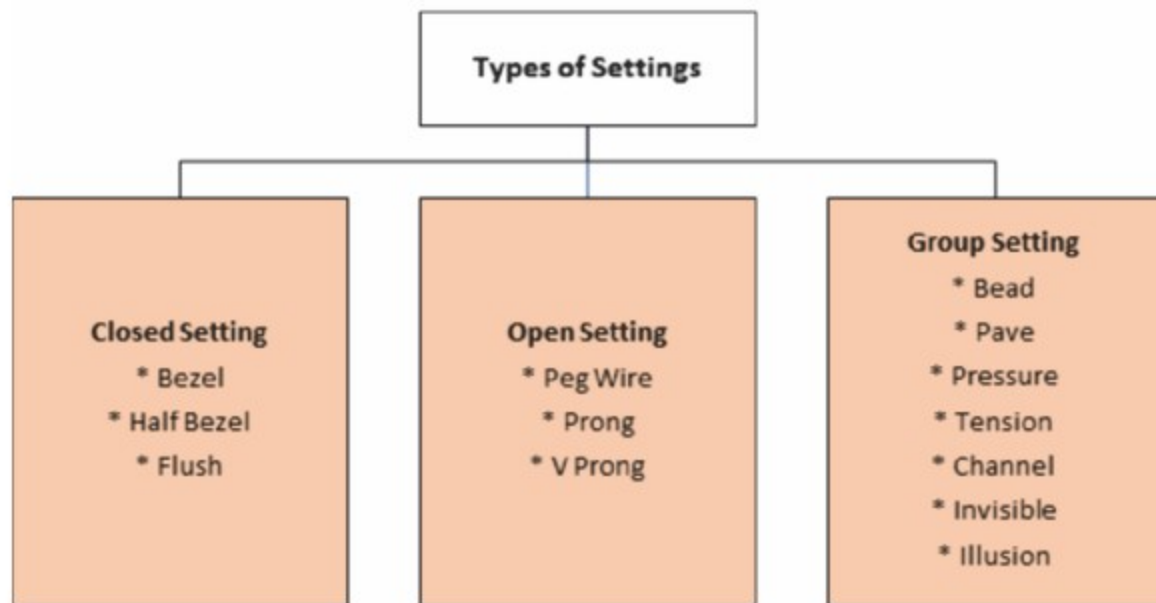 Types of Settings
Closed Setting
* Bezel
* Half Bezel
* Flush
Open Setting
* Peg Wire
* Prong
* V Prong
Group Setting
* Bead
* Pave
* Pressure
* Tension
* Channel
* Invisible
* Illusion